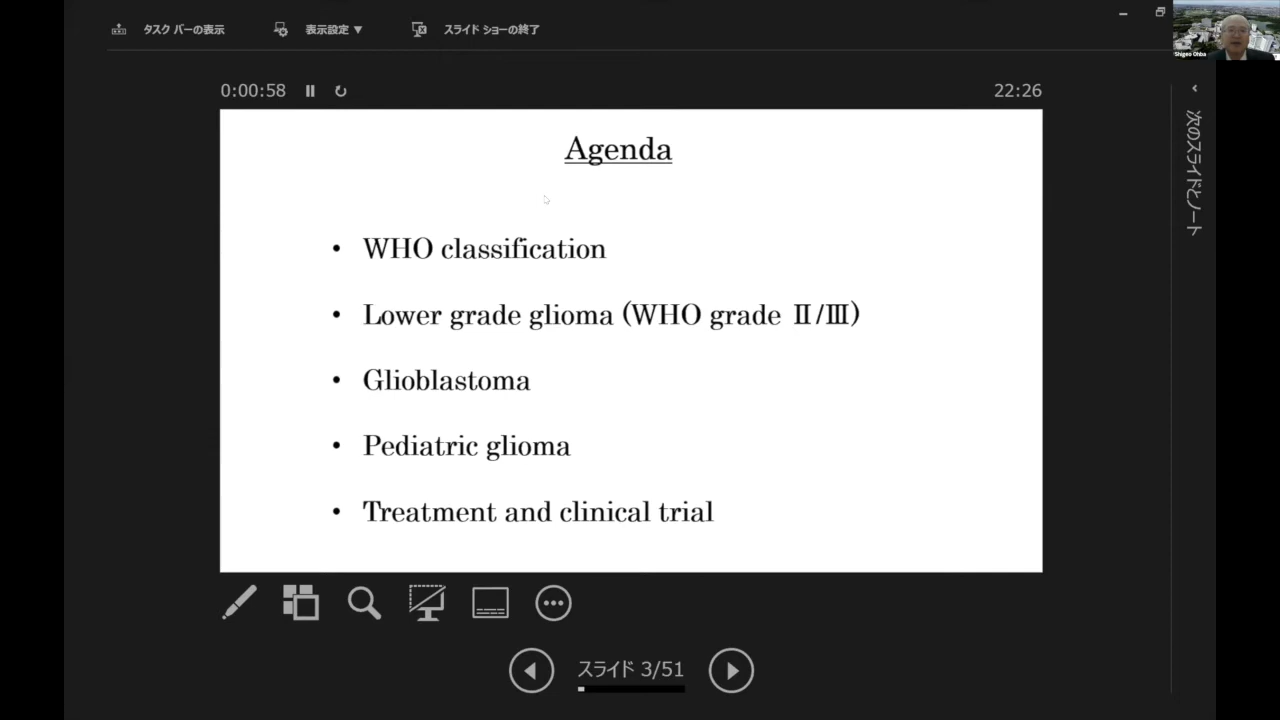 タスク バーの表示
表示設定 ▼
スライド ショーの終了
Shigeo Ohba
0:00:58
22:26
次のスライドとノート
Agenda
• WHO classification
• Lower grade glioma (WHO grade Ⅱ/Ⅲ)
• Glioblastoma
• Pediatric glioma
• Treatment and clinical trial
スライド 3/51